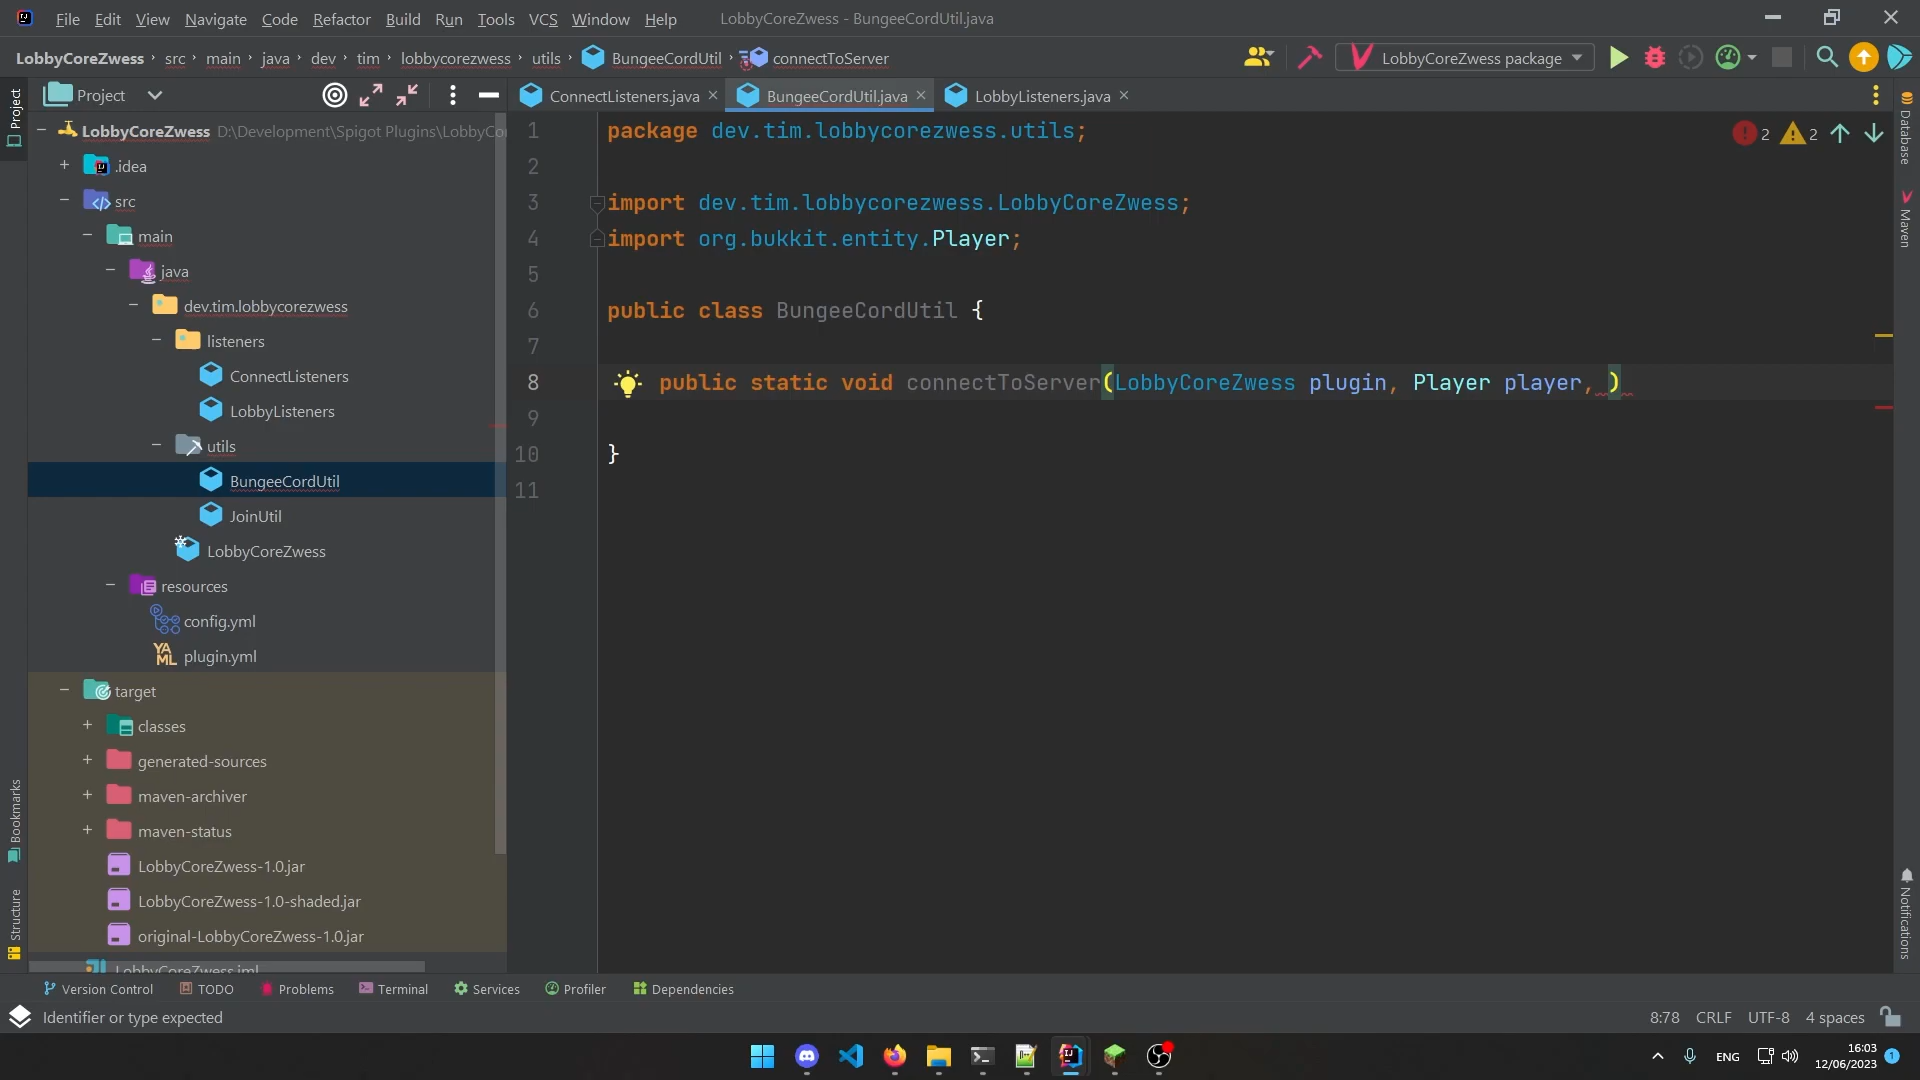 File Edit View Navigate Code Refactor Build Run Tools VCS Window Help LobbyCoreZwess - BungeeCordUtil.java
LobbyCoreZwess › src › main › java › dev › tim › lobbycorezwess › utils › BungeeCordUtil › connectToServer LobbyCoreZwess package
Project
Project
ConnectListeners.java
BungeeCordUtil.java
LobbyListeners.java
LobbyCoreZwess D:\Development\Spigot Plugins\LobbyCo
.idea
src
main
java
dev.tim.lobbycorezwess
listeners
ConnectListeners
LobbyListeners
utils
BungeeCordUtil
JoinUtil
LobbyCoreZwess
resources
config.yml
plugin.yml
target
classes
generated-sources
maven-archiver
maven-status
LobbyCoreZwess-1.0.jar
LobbyCoreZwess-1.0-shaded.jar
original-LobbyCoreZwess-1.0.jar
LobbyCoreZwess.iml
Bookmarks
Structure
1 package dev.tim.lobbycorezwess.utils;
2
3 import dev.tim.lobbycorezwess.LobbyCoreZwess;
4 import org.bukkit.entity.Player;
5
6 public class BungeeCordUtil {
7
8 public static void connectToServer(LobbyCoreZwess plugin, Player player, )
9
10 }
11
2 2
Database
Maven
Notifications
Version Control TODO Problems Terminal Services Profiler Dependencies
Identifier or type expected
8:78 CRLF UTF-8 4 spaces
ENG
16:03
12/06/2023
1